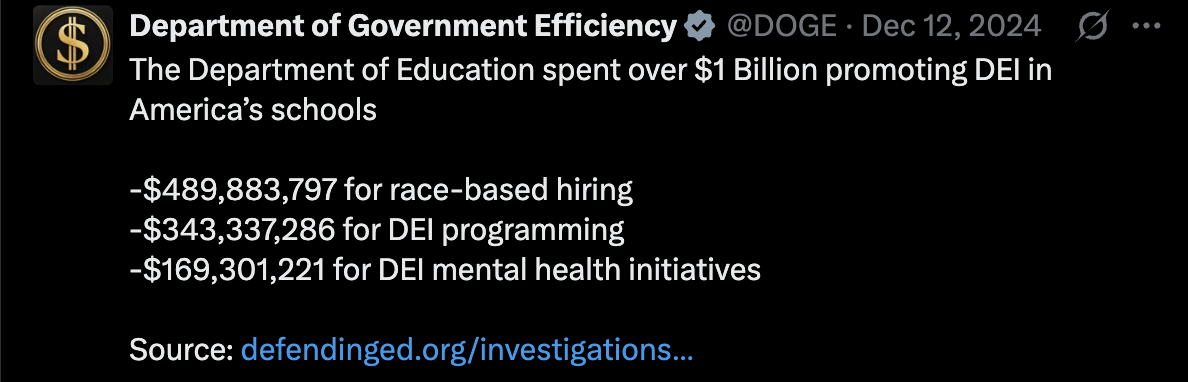 Department of Government Efficiency @DOGE · Dec 12, 2024
The Department of Education spent over $1 Billion promoting DEI in
America’s schools
-$489,883,797 for race-based hiring
-$343,337,286 for DEI programming
-$169,301,221 for DEI mental health initiatives
Source: defendinged.org/investigations...